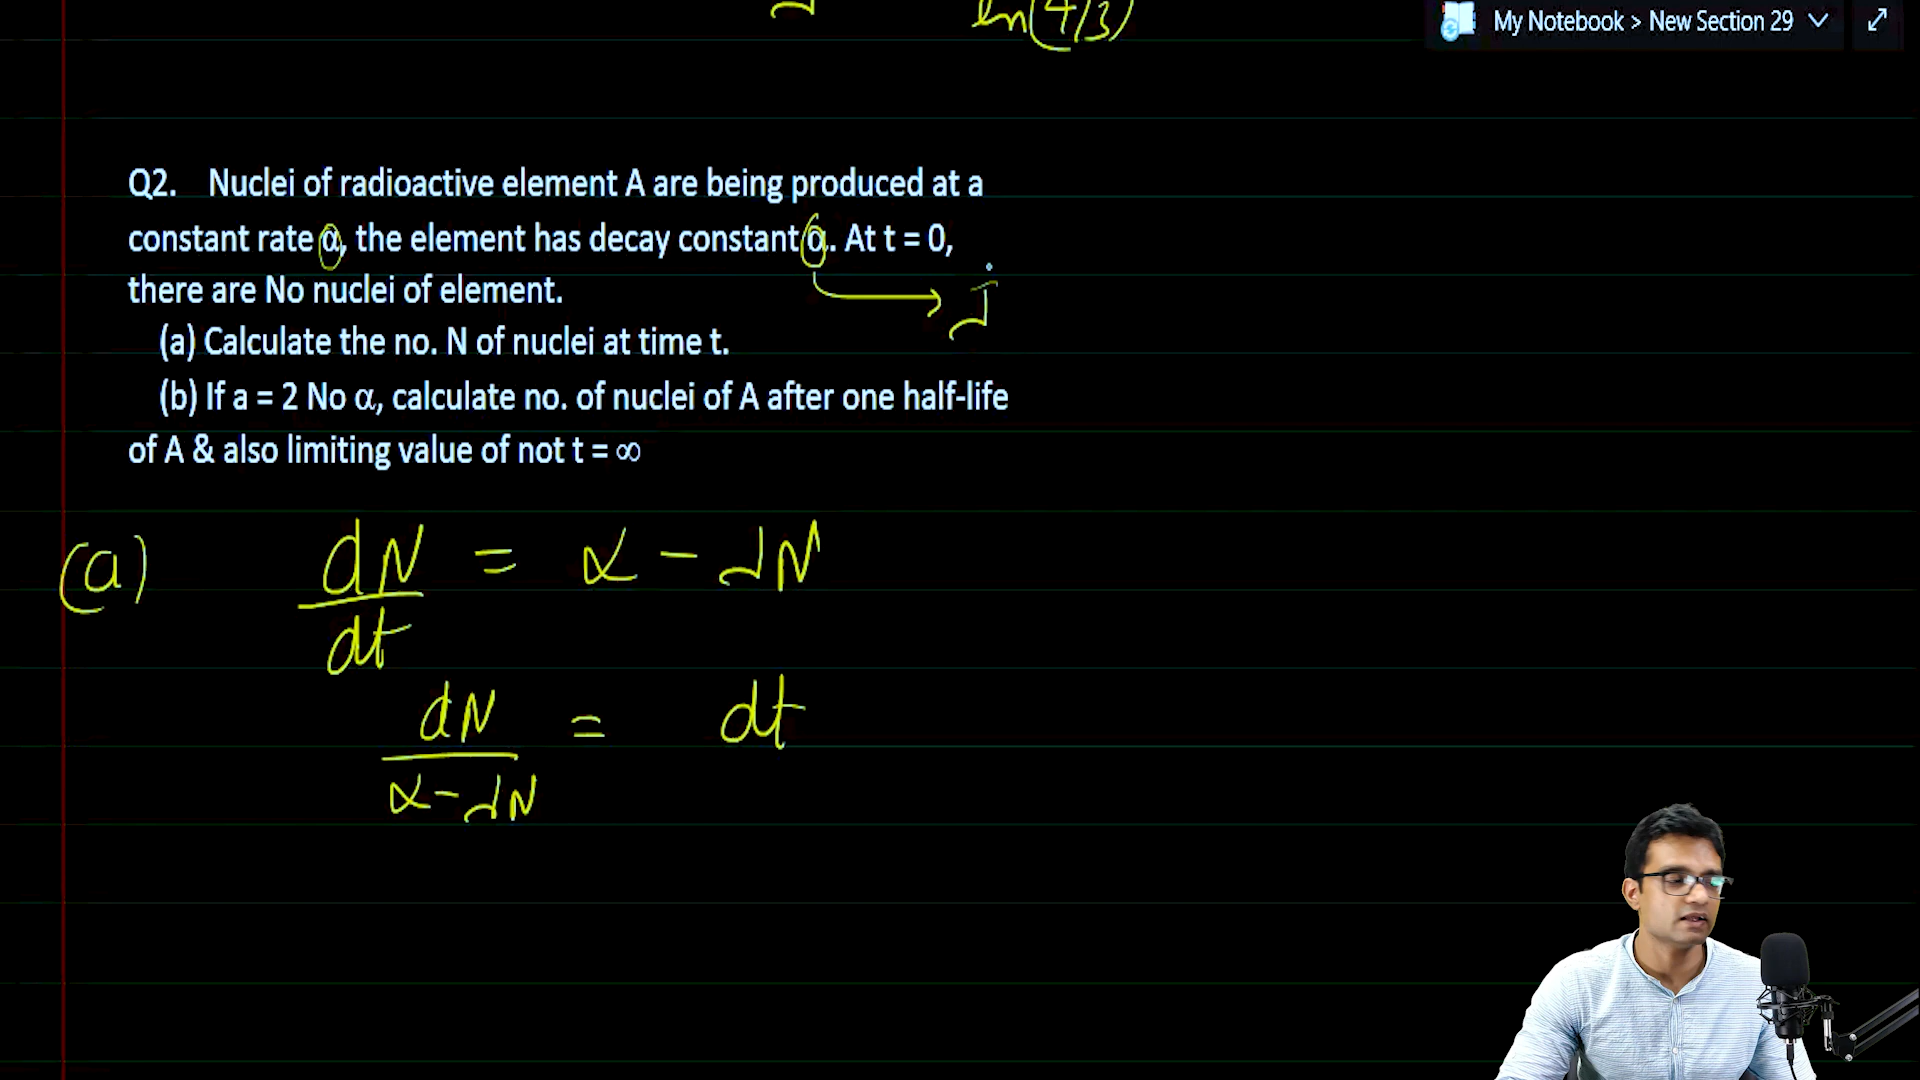 ln(4/3)
My Notebook > New Section 29
Q2. Nuclei of radioactive element A are being produced at a
constant rate α, the element has decay constant α. At t = 0,
there are No nuclei of element.
λ
(a) Calculate the no. N of nuclei at time t.
(b) If a = 2 No α, calculate no. of nuclei of A after one half-life
of A & also limiting value of not t = ∞
(a) dN/dt = α - λN
dN/α-λN = dt